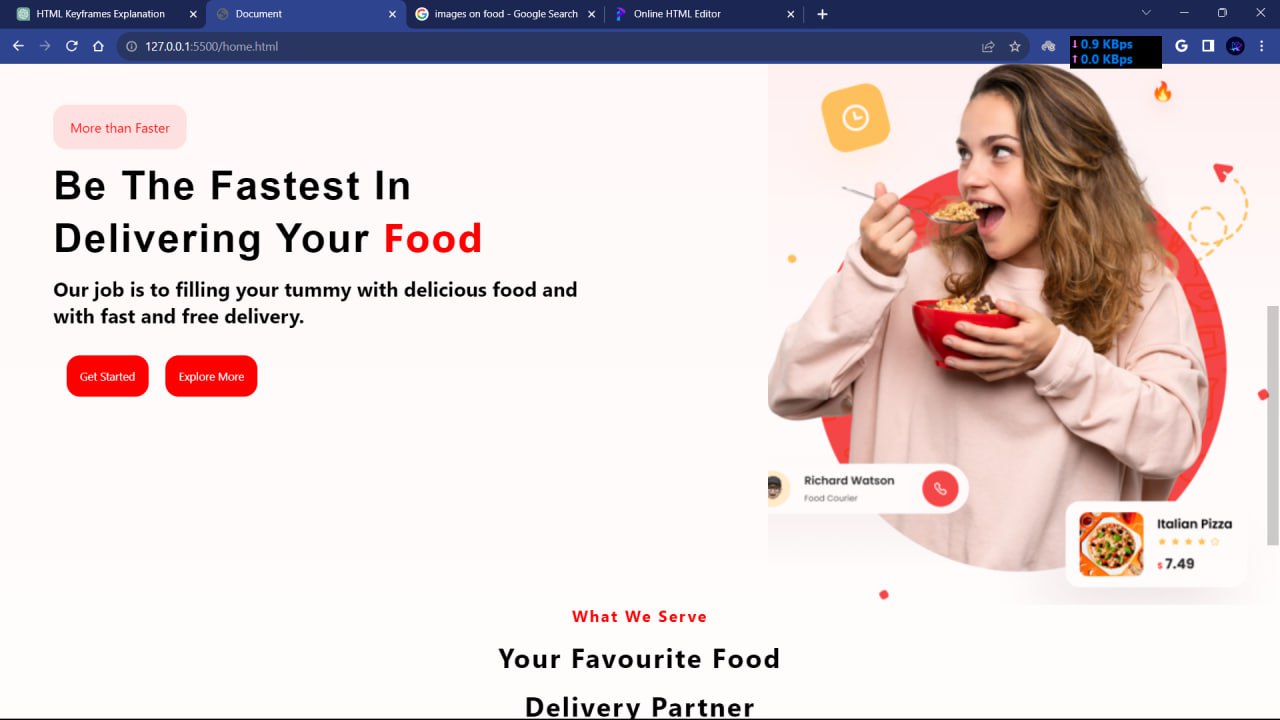 HTML Keyframes Explanation
Document
images on food - Google Search
Online HTML Editor
127.0.0.1:5500/home.html
0.9 KBps
0.0 KBps
More than Faster
Be The Fastest In
Delivering Your Food
Our job is to filling your tummy with delicious food and
with fast and free delivery.
Get Started
Explore More
Richard Watson
Food Courier
Italian Pizza
$ 7.49
What We Serve
Your Favourite Food
Delivery Partner